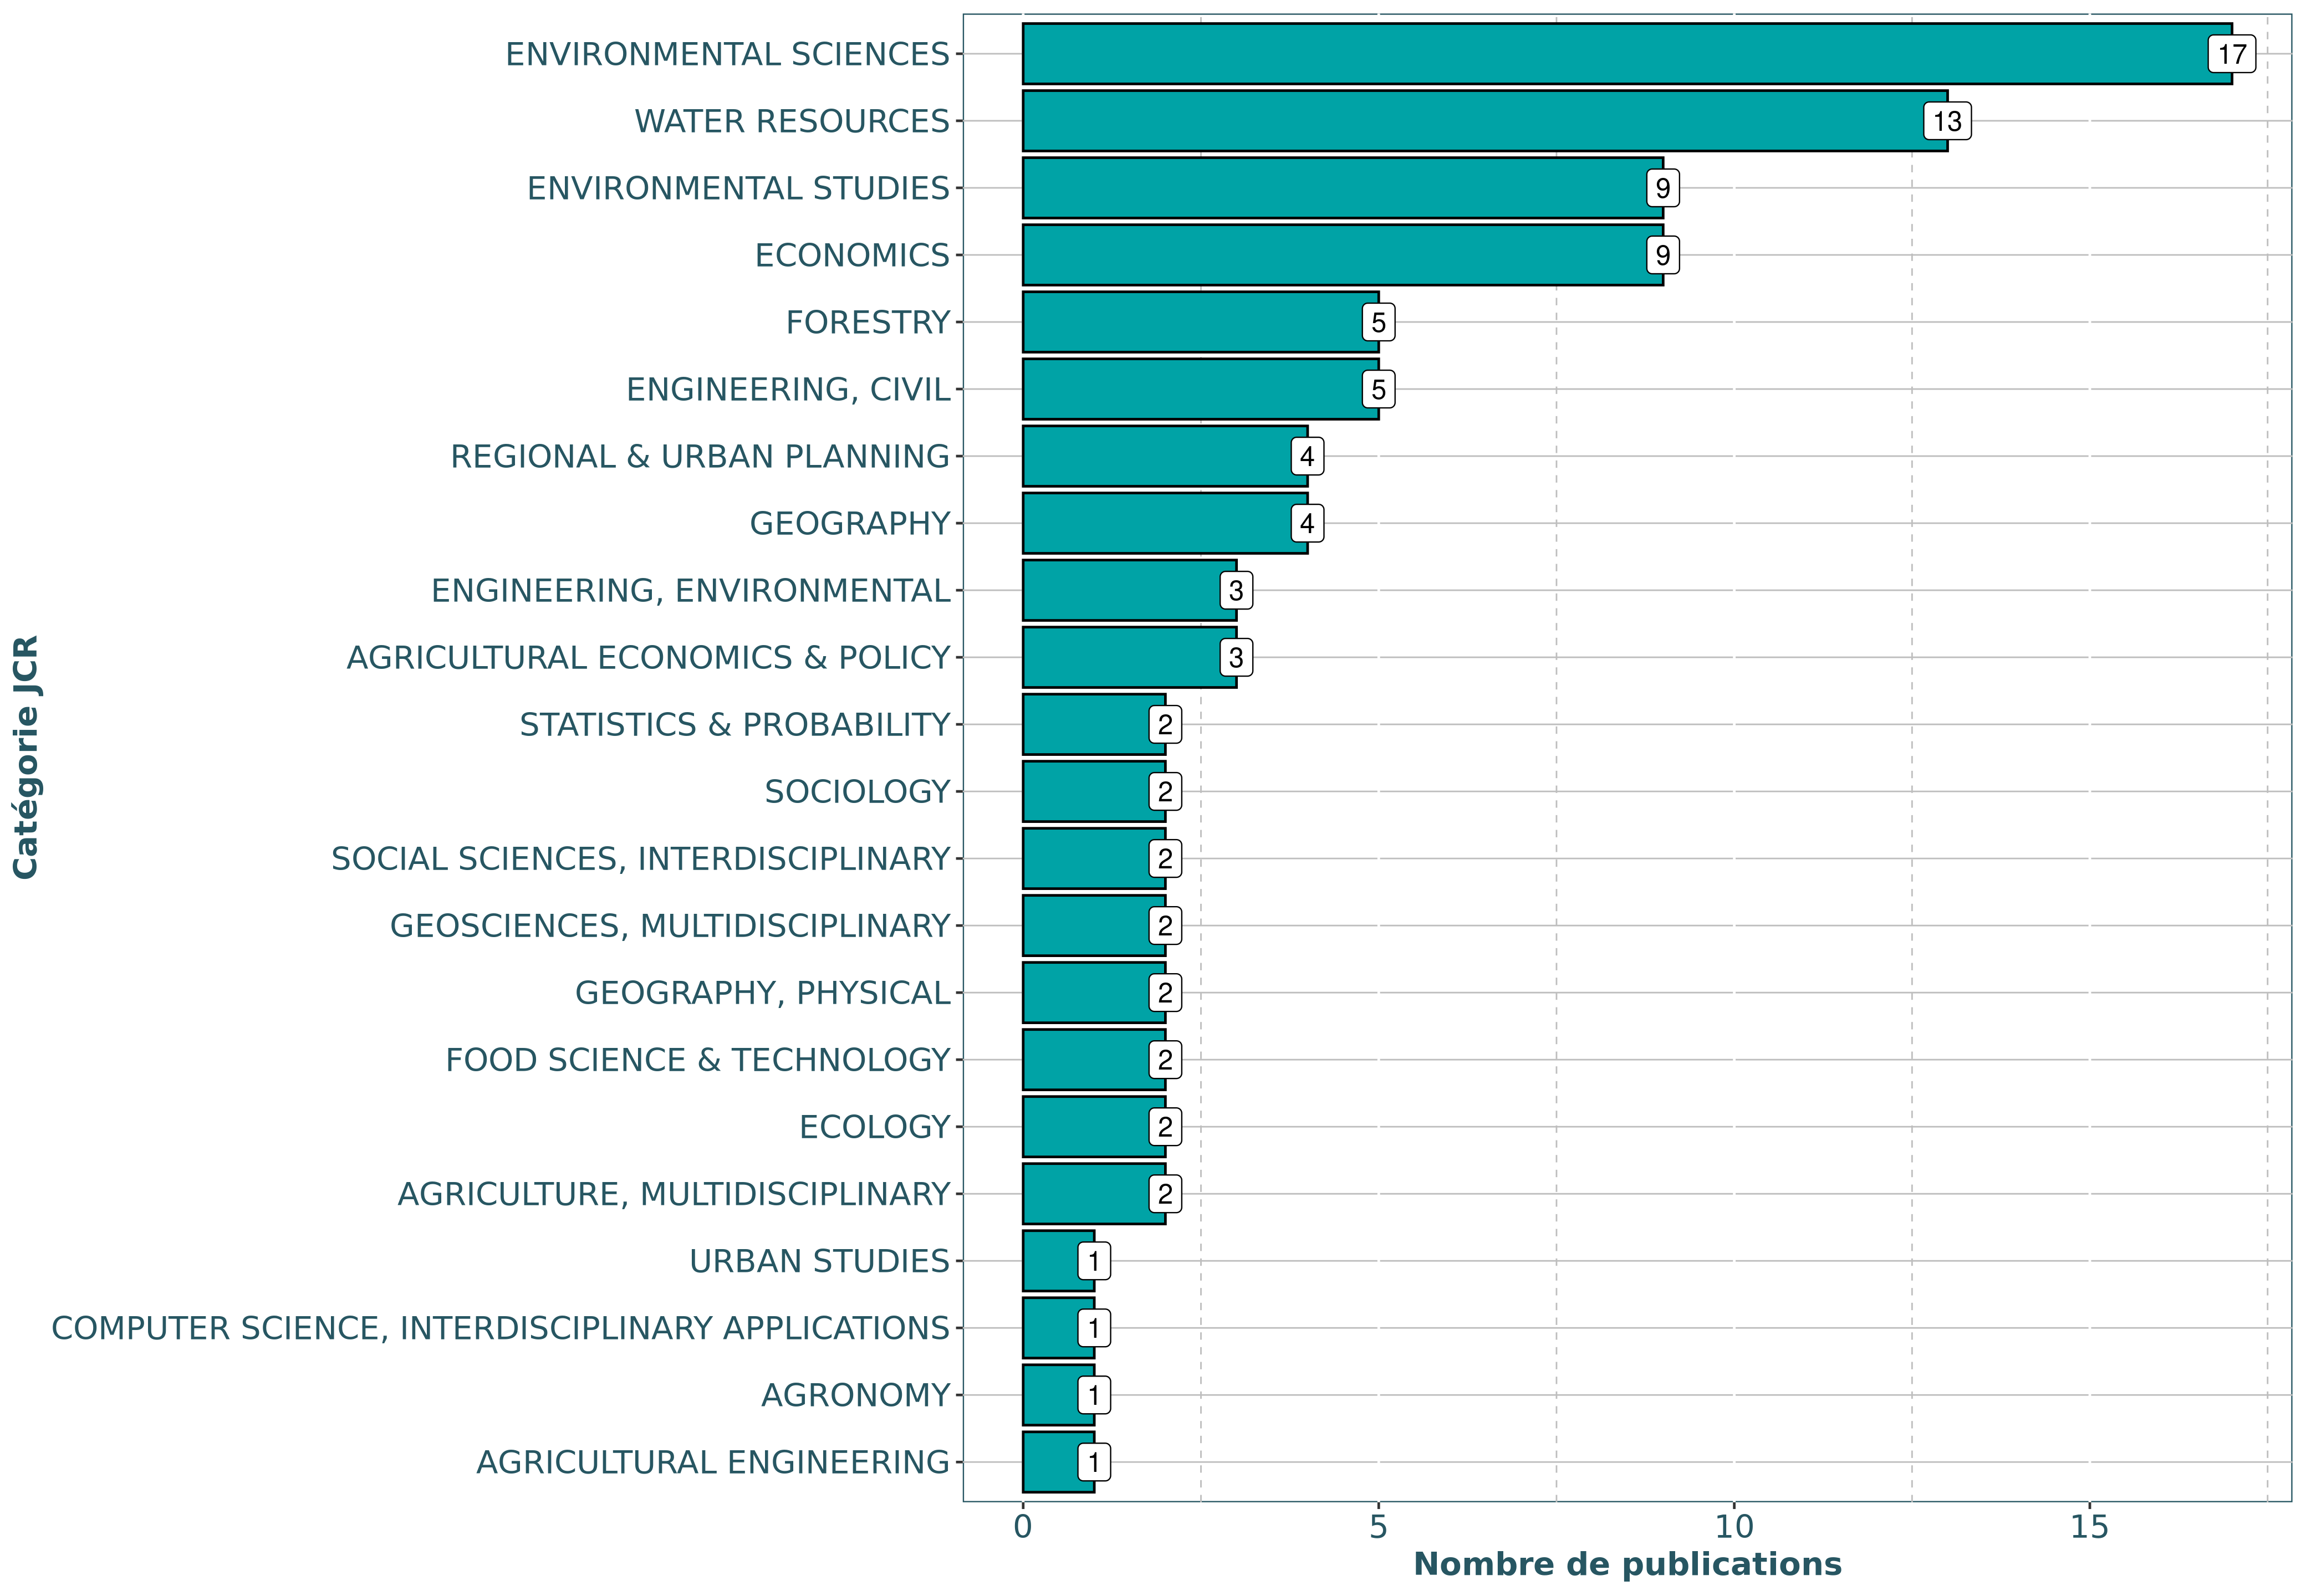 Catégorie JCR
ENVIRONMENTAL SCIENCES 17
WATER RESOURCES 13
ENVIRONMENTAL STUDIES 9
ECONOMICS 9
FORESTRY 5
ENGINEERING, CIVIL 5
REGIONAL & URBAN PLANNING 4
GEOGRAPHY 4
ENGINEERING, ENVIRONMENTAL 3
AGRICULTURAL ECONOMICS & POLICY 3
STATISTICS & PROBABILITY 2
SOCIOLOGY 2
SOCIAL SCIENCES, INTERDISCIPLINARY 2
GEOSCIENCES, MULTIDISCIPLINARY 2
GEOGRAPHY, PHYSICAL 2
FOOD SCIENCE & TECHNOLOGY 2
ECOLOGY 2
AGRICULTURE, MULTIDISCIPLINARY 2
URBAN STUDIES 1
COMPUTER SCIENCE, INTERDISCIPLINARY APPLICATIONS 1
AGRONOMY 1
AGRICULTURAL ENGINEERING 1
0 5 10 15
Nombre de publications